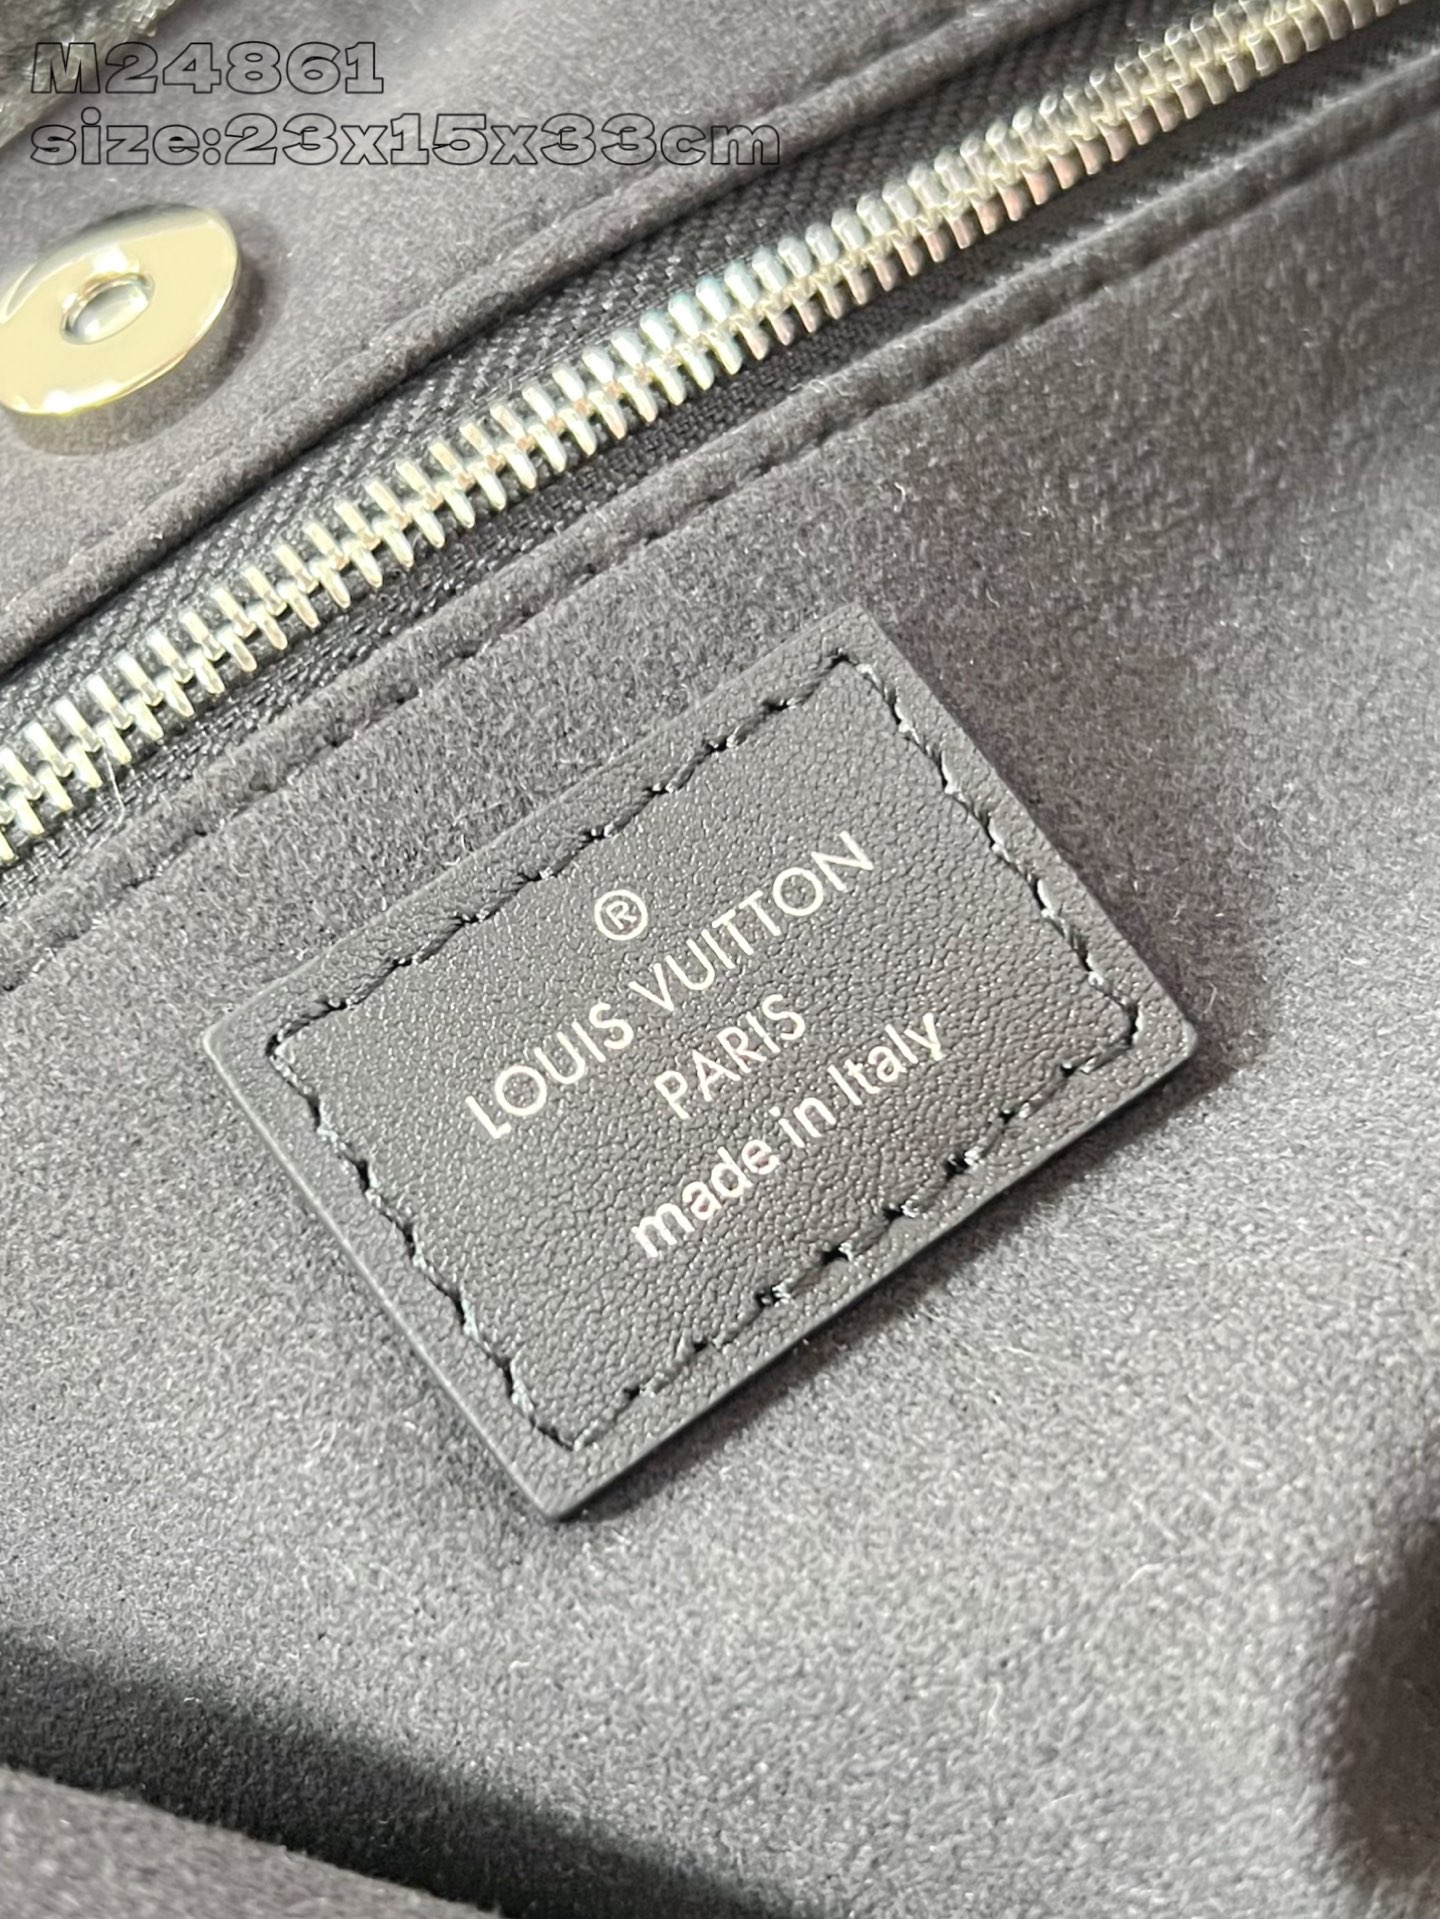 M24861
size:23x15x33cm
®
LOUIS VUITTON
PARIS
made in Italy